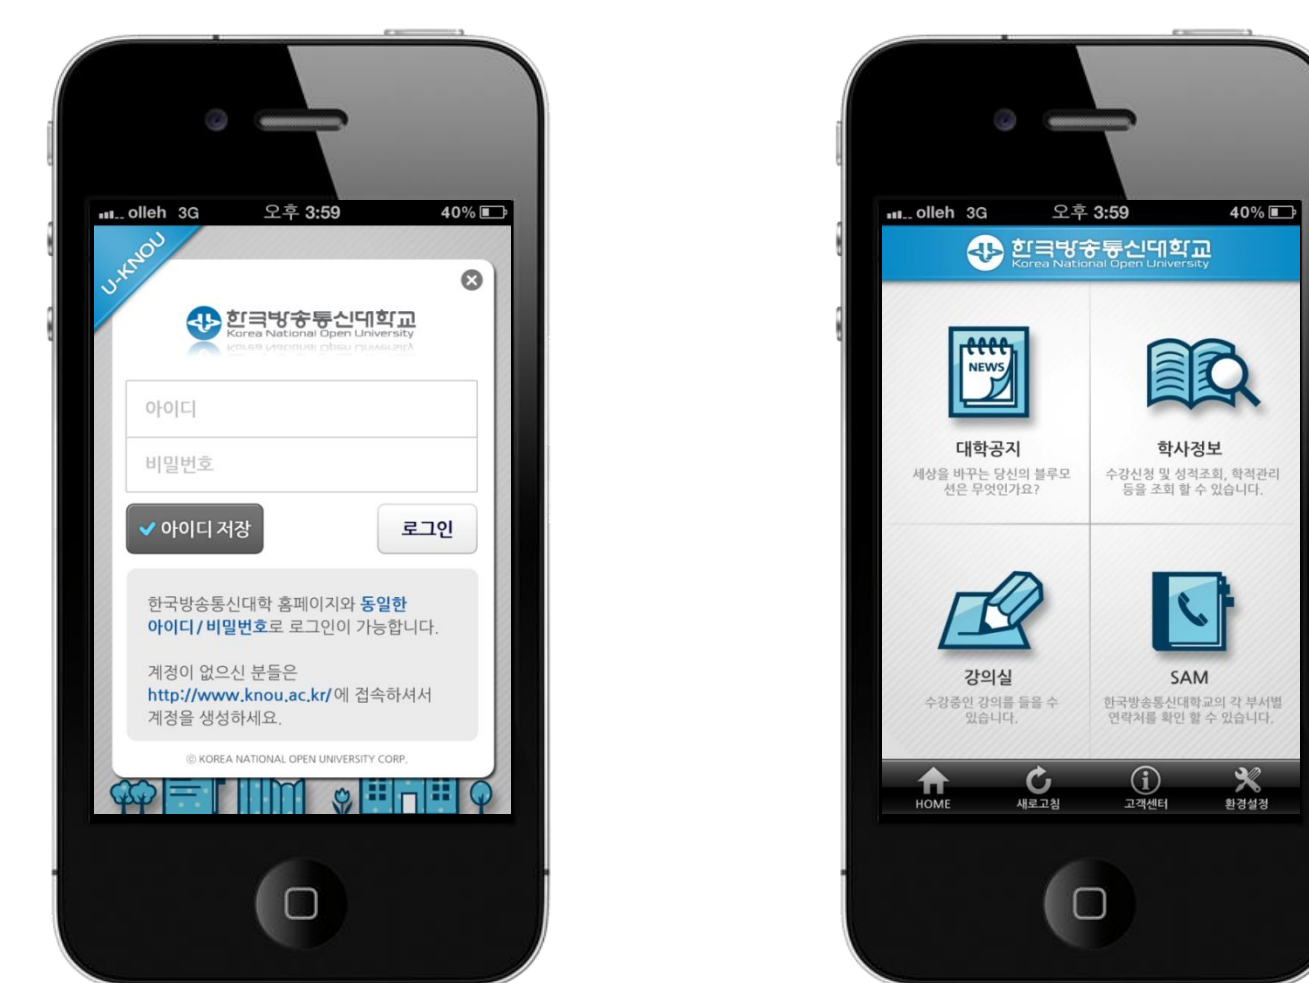 olleh 3G 오후 3:59 40%
U-KNOU
한국방송통신대학교
Korea National Open University
아이디
비밀번호
아이디 저장
로그인
한국방송통신대학 홈페이지와 동일한
아이디/비밀번호로 로그인이 가능합니다.
계정이 없으신 분들은
http://www.knou.ac.kr/에 접속하셔서
계정을 생성하세요.
© KOREA NATIONAL OPEN UNIVERSITY CORP.
olleh 3G 오후 3:59 40%
한국방송통신대학교
Korea National Open University
NEWS
대학공지
세상을 바꾸는 당신의 블루모
션은 무엇인가요?
학사정보
수강신청 및 성적조회, 학적관리
등을 조회 할 수 있습니다.
강의실
수강중인 강의를 들을 수
있습니다.
SAM
한국방송통신대학교의 각 부서별
연락처를 확인 할 수 있습니다.
HOME
새로고침
고객센터
환경설정